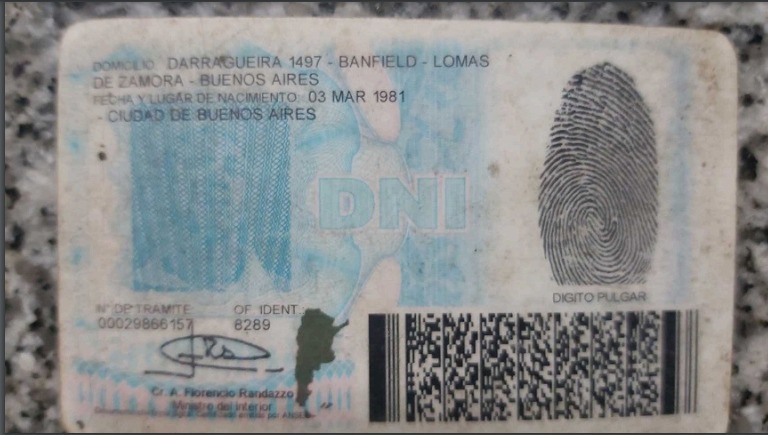 DOMICILIO: DARRAGUEIRA 1497 - BANFIELD - LOMAS
DE ZAMORA - BUENOS AIRES
FECHA Y LUGAR DE NACIMIENTO: 03 MAR 1981
- CIUDAD DE BUENOS AIRES
DNI
DIGITO PULGAR
N° DE TRAMITE: OF. IDENT.:
00029866157 8289
Cr. A. Florencio Randazzo
Ministro del Interior